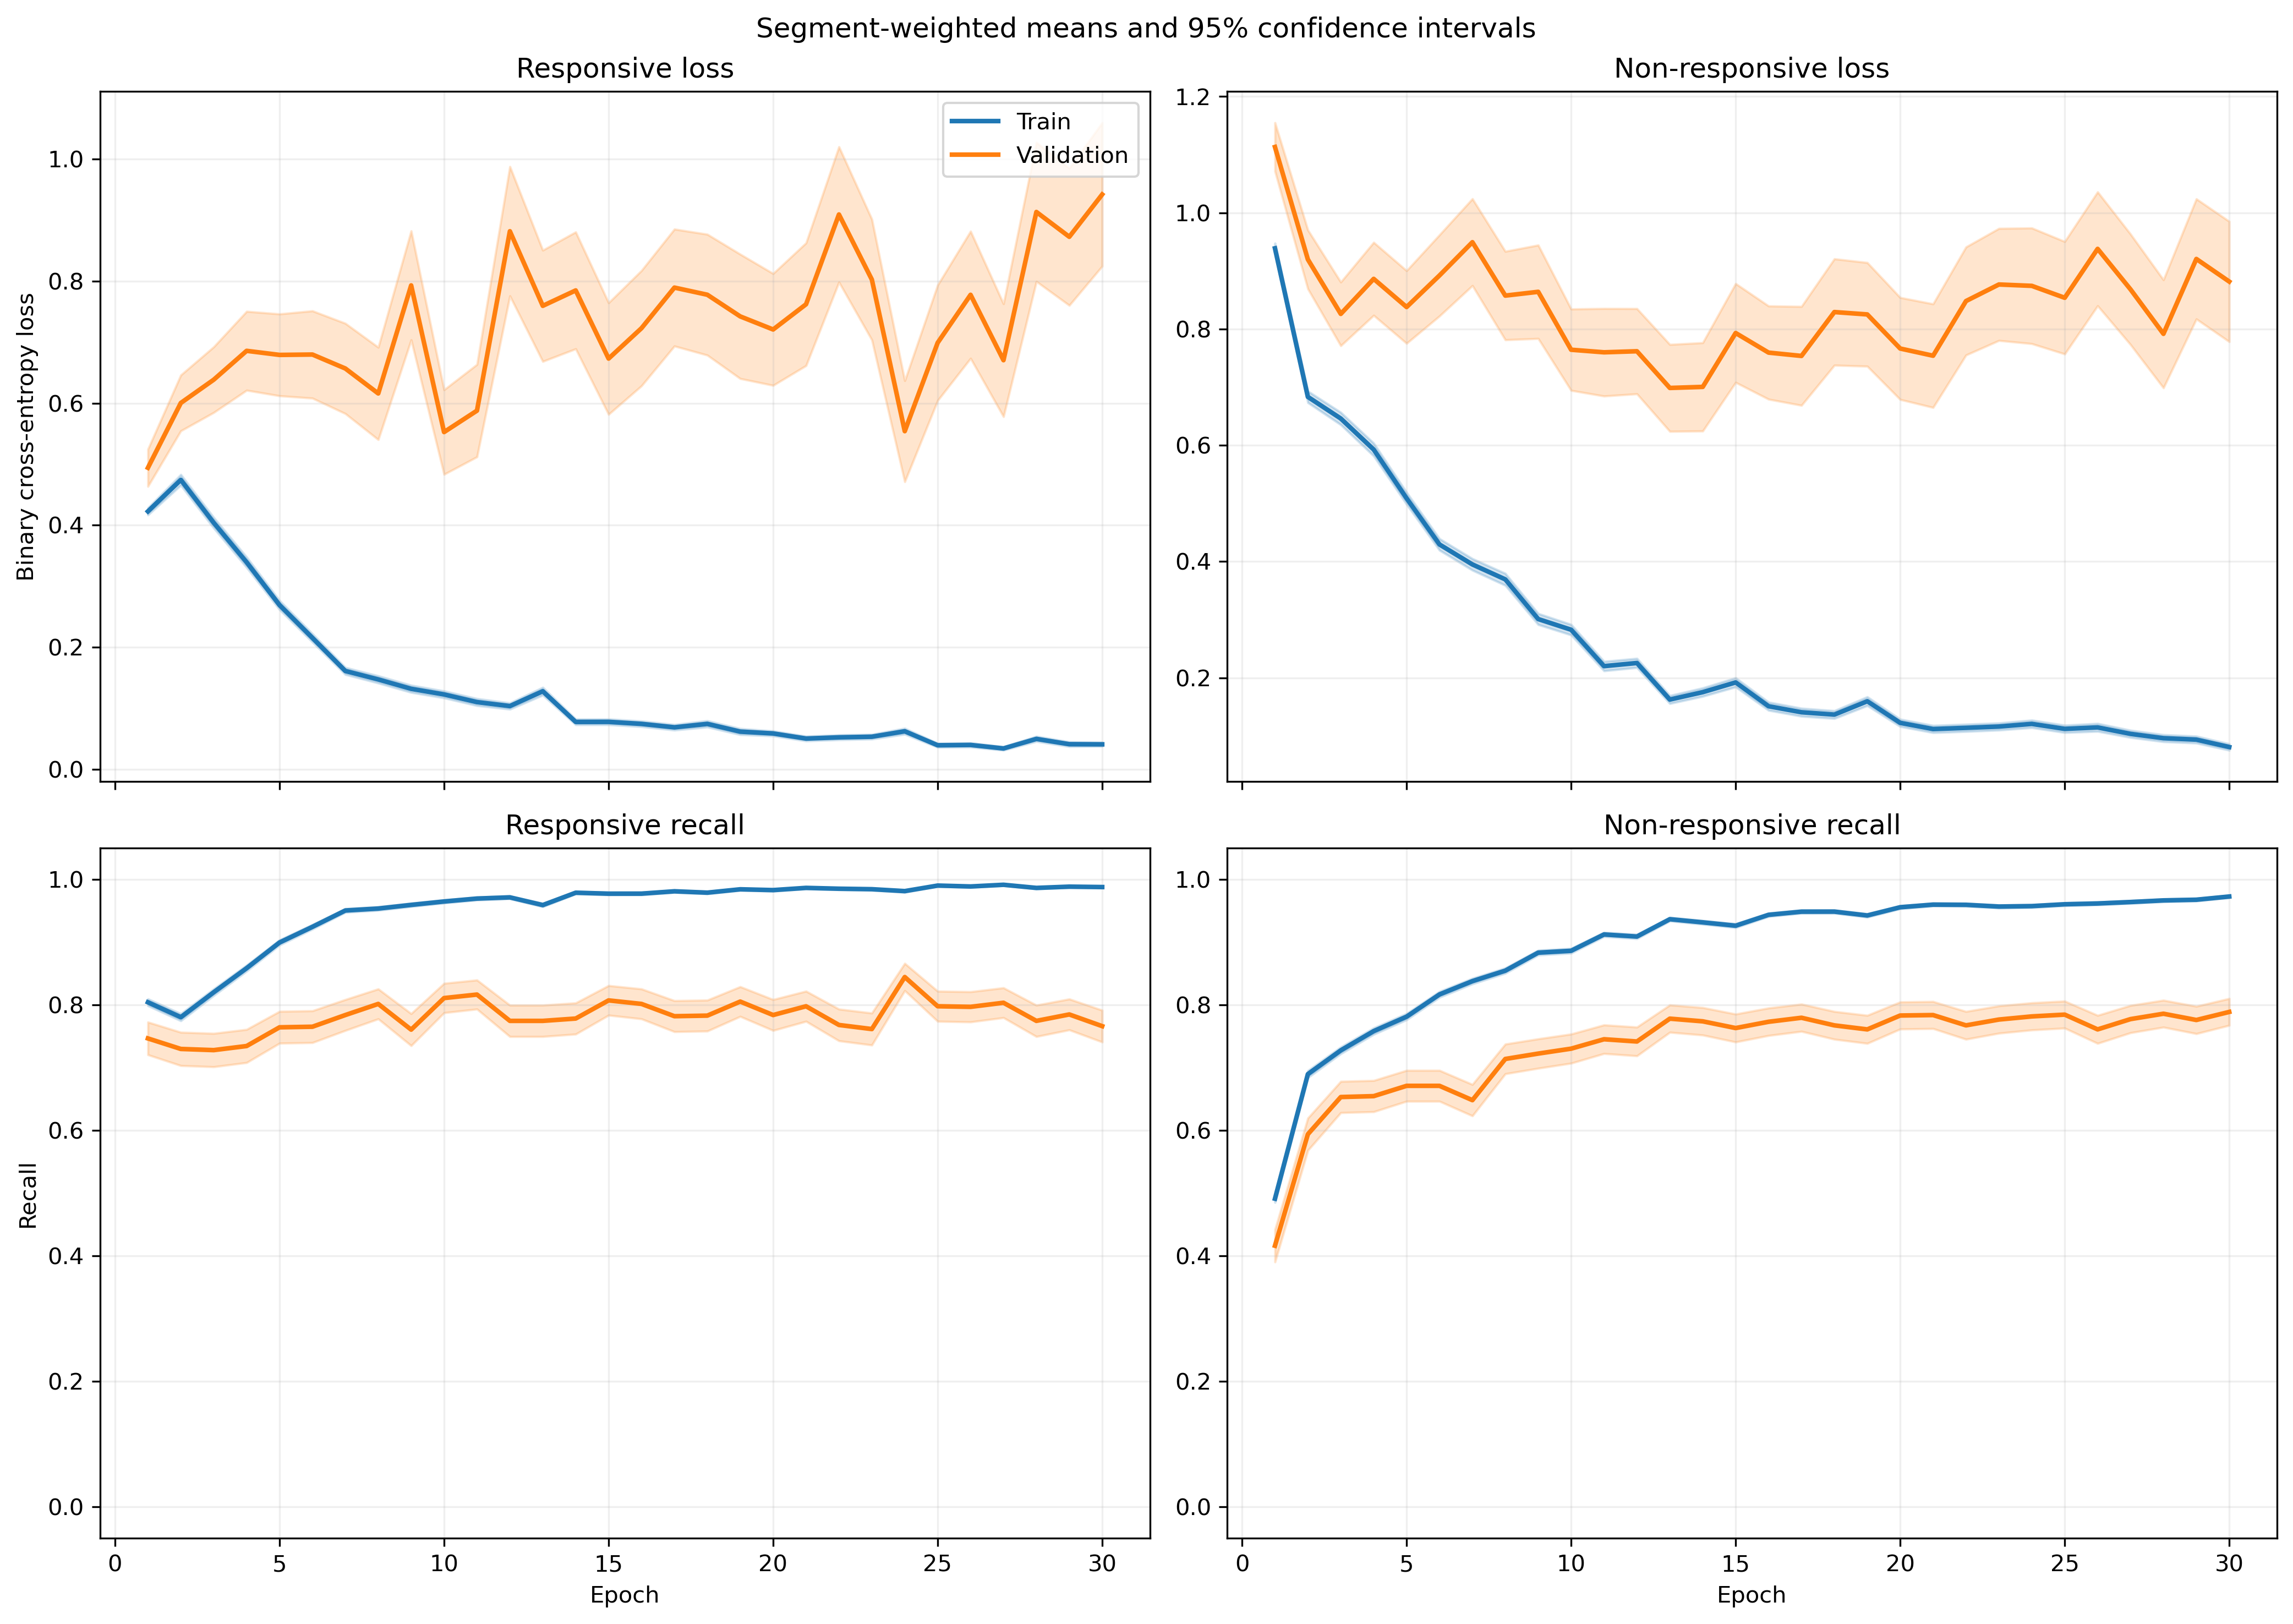 Segment-weighted means and 95% confidence intervals
Responsive loss
Non-responsive loss
Train
Validation
Binary cross-entropy loss
1.0
0.8
0.6
0.4
0.2
0.0
1.2
1.0
0.8
0.6
0.4
0.2
Responsive recall
Non-responsive recall
Recall
1.0
0.8
0.6
0.4
0.2
0.0
0 5 10 15 20 25 30
Epoch
1.0
0.8
0.6
0.4
0.2
0.0
0 5 10 15 20 25 30
Epoch